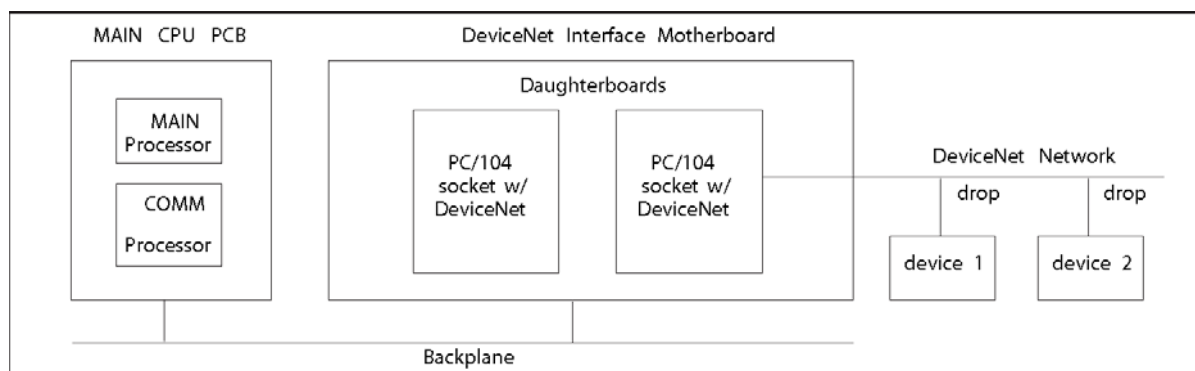 MAIN CPU PCB
DeviceNet Interface Motherboard
Daughterboards
MAIN
Processor
COMM
Processor
PC/104
socket w/
DeviceNet
PC/104
socket w/
DeviceNet
DeviceNet Network
drop
drop
device 1
device 2
Backplane